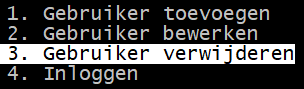 1. Gebruiker toevoegen
2. Gebruiker bewerken
3. Gebruiker verwijderen
4. Inloggen